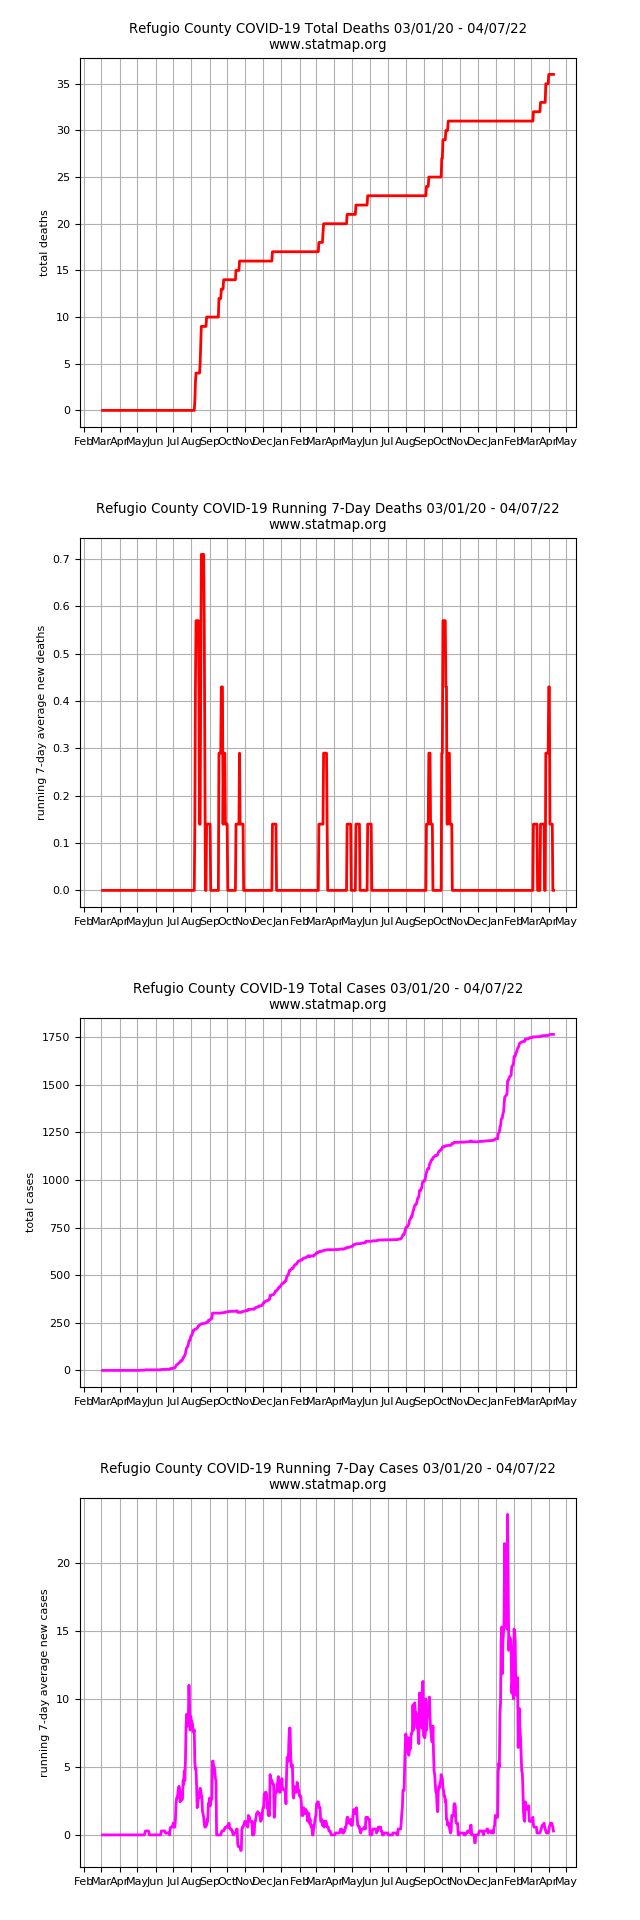 Refugio County COVID-19 Total Deaths 03/01/20 - 04/07/22
www.statmap.org
total deaths
35
30
25
20
15
10
5
0
Feb Mar Apr May Jun Jul Aug Sep Oct Nov Dec Jan Feb Mar Apr May Jun Jul Aug Sep Oct Nov Dec Jan Feb Mar Apr May
Refugio County COVID-19 Running 7-Day Deaths 03/01/20 - 04/07/22
www.statmap.org
running 7-day average new deaths
0.7
0.6
0.5
0.4
0.3
0.2
0.1
0.0
Feb Mar Apr May Jun Jul Aug Sep Oct Nov Dec Jan Feb Mar Apr May Jun Jul Aug Sep Oct Nov Dec Jan Feb Mar Apr May
Refugio County COVID-19 Total Cases 03/01/20 - 04/07/22
www.statmap.org
total cases
1750
1500
1250
1000
750
500
250
0
Feb Mar Apr May Jun Jul Aug Sep Oct Nov Dec Jan Feb Mar Apr May Jun Jul Aug Sep Oct Nov Dec Jan Feb Mar Apr May
Refugio County COVID-19 Running 7-Day Cases 03/01/20 - 04/07/22
www.statmap.org
running 7-day average new cases
20
15
10
5
0
Feb Mar Apr May Jun Jul Aug Sep Oct Nov Dec Jan Feb Mar Apr May Jun Jul Aug Sep Oct Nov Dec Jan Feb Mar Apr May